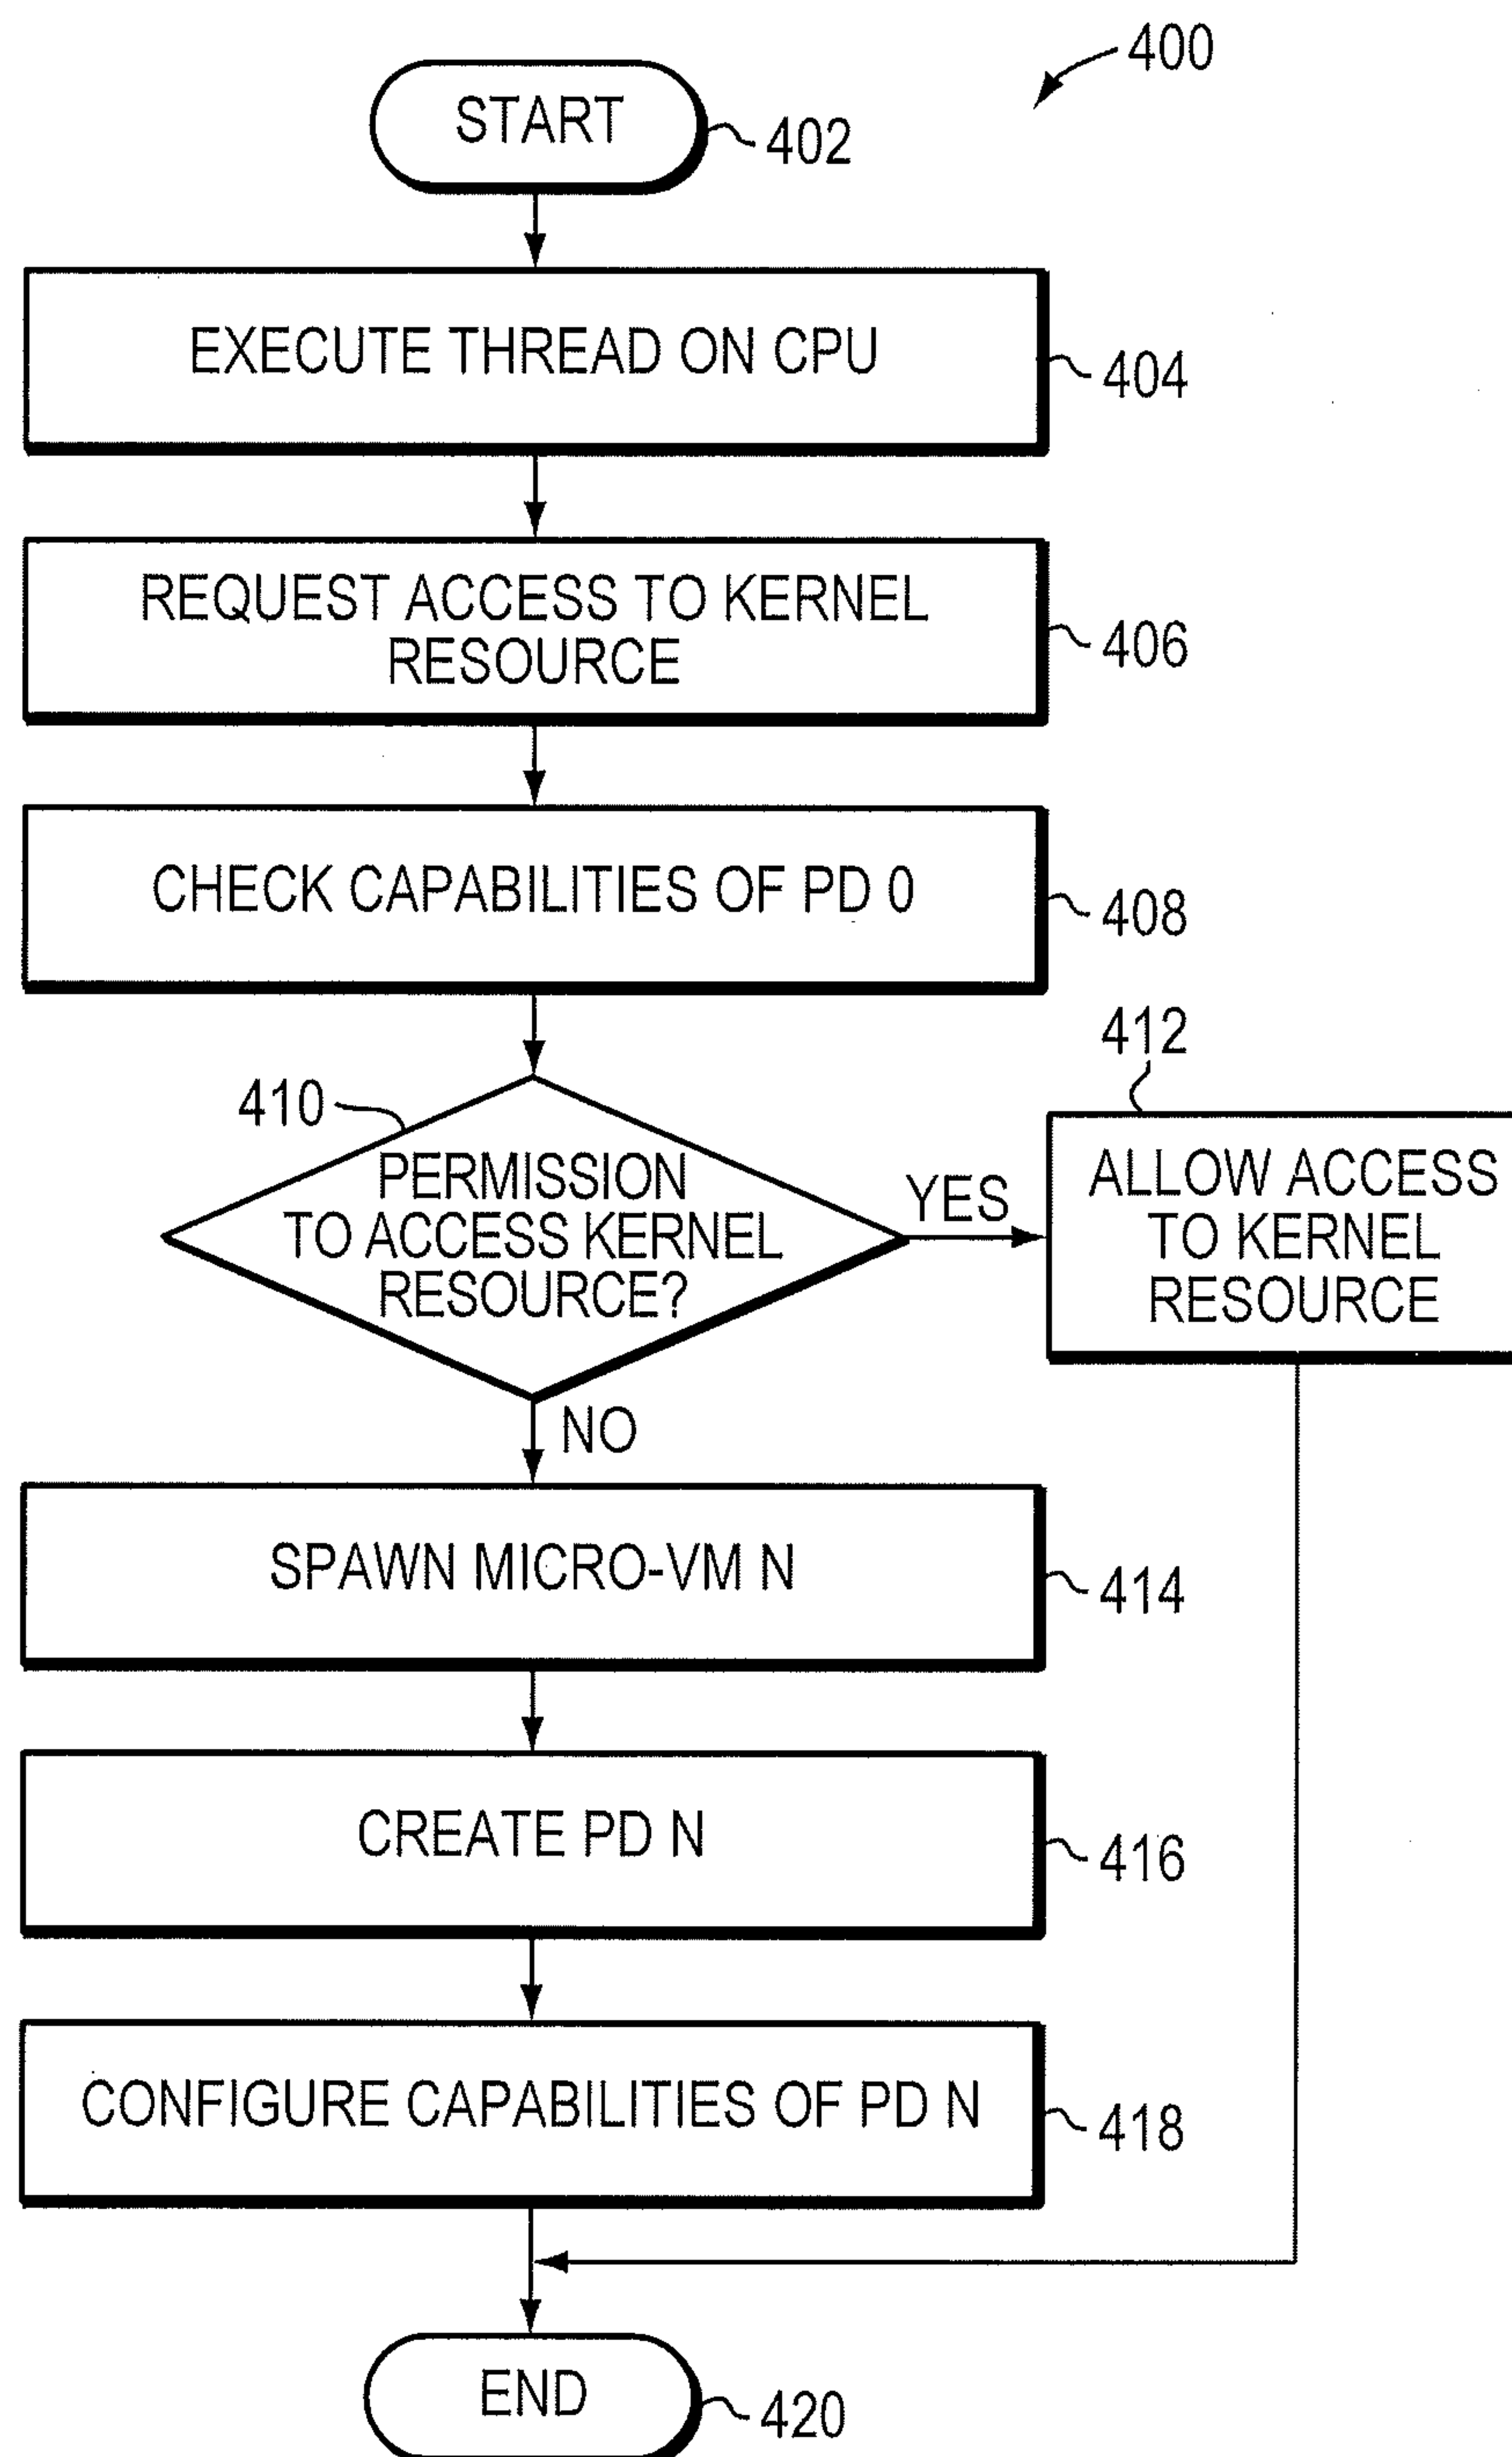 400
START
402
EXECUTE THREAD ON CPU
404
REQUEST ACCESS TO KERNEL
RESOURCE
406
CHECK CAPABILITIES OF PD 0
408
410
PERMISSION
TO ACCESS KERNEL
RESOURCE?
YES
412
ALLOW ACCESS
TO KERNEL
RESOURCE
NO
SPAWN MICRO-VM N
414
CREATE PD N
416
CONFIGURE CAPABILITIES OF PD N
418
END
420